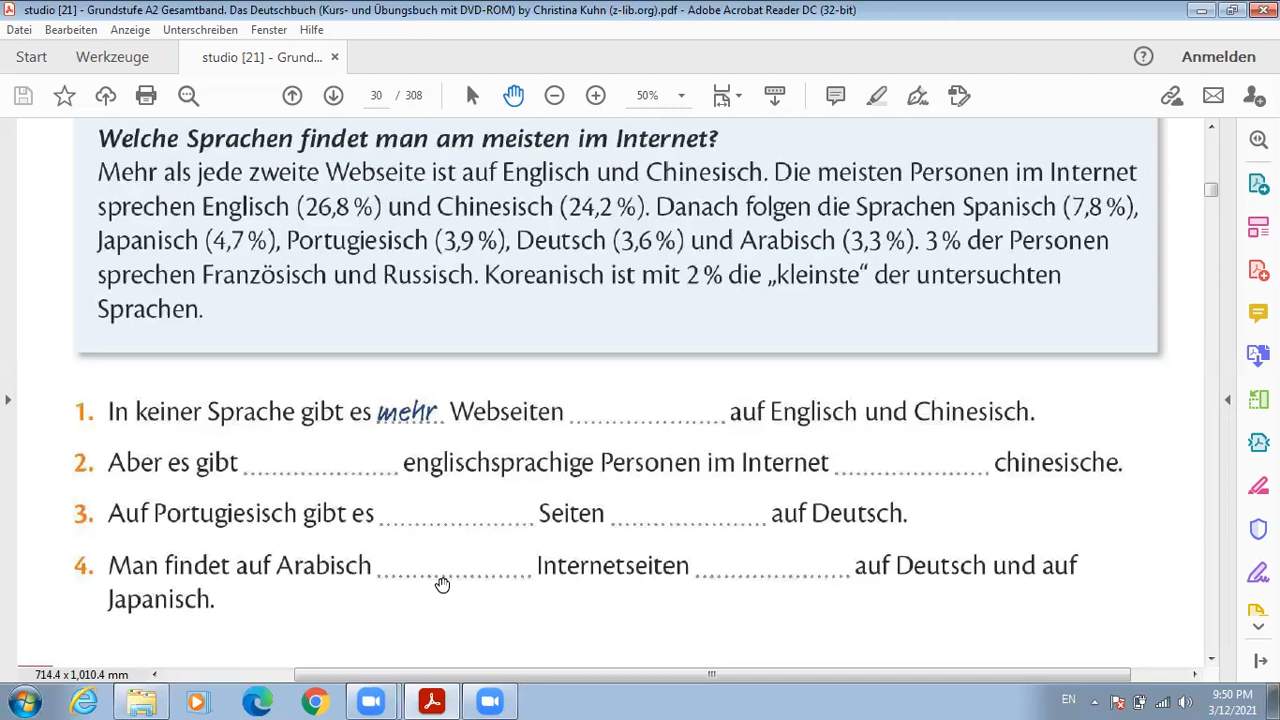 studio [21] - Grundstufe A2 Gesamtband. Das Deutschbuch (Kurs- und Übungsbuch mit DVD-ROM) by Christina Kuhn (z-lib.org).pdf - Adobe Acrobat Reader DC (32-bit)
Datei Bearbeiten Anzeige Unterschreiben Fenster Hilfe
Start Werkzeuge studio [21] - Grund... × Anmelden
30 / 308 50%
Welche Sprachen findet man am meisten im Internet?
Mehr als jede zweite Webseite ist auf Englisch und Chinesisch. Die meisten Personen im Internet
sprechen Englisch (26,8 %) und Chinesisch (24,2 %). Danach folgen die Sprachen Spanisch (7,8 %),
Japanisch (4,7 %), Portugiesisch (3,9 %), Deutsch (3,6 %) und Arabisch (3,3 %). 3 % der Personen
sprechen Französisch und Russisch. Koreanisch ist mit 2 % die „kleinste“ der untersuchten
Sprachen.
1. In keiner Sprache gibt es mehr Webseiten .......................... auf Englisch und Chinesisch.
2. Aber es gibt .......................... englischsprachige Personen im Internet .......................... chinesische.
3. Auf Portugiesisch gibt es .......................... Seiten .......................... auf Deutsch.
4. Man findet auf Arabisch .......................... Internetseiten .......................... auf Deutsch und auf
Japanisch.
714.4 x 1,010.4 mm
EN 9:50 PM
3/12/2021